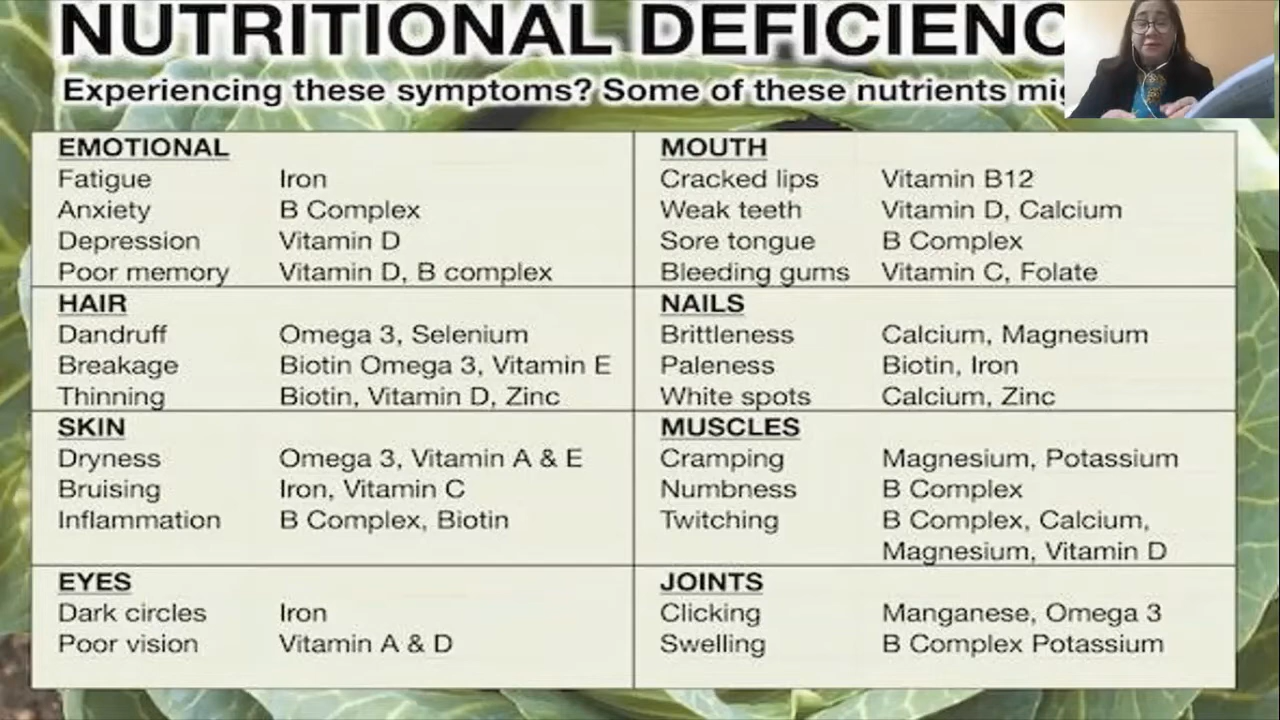 NUTRITIONAL DEFICIENC
Experiencing these symptoms? Some of these nutrients mig
EMOTIONAL
Fatigue Iron
Anxiety B Complex
Depression Vitamin D
Poor memory Vitamin D, B complex
HAIR
Dandruff Omega 3, Selenium
Breakage Biotin Omega 3, Vitamin E
Thinning Biotin, Vitamin D, Zinc
SKIN
Dryness Omega 3, Vitamin A & E
Bruising Iron, Vitamin C
Inflammation B Complex, Biotin
EYES
Dark circles Iron
Poor vision Vitamin A & D
MOUTH
Cracked lips Vitamin B12
Weak teeth Vitamin D, Calcium
Sore tongue B Complex
Bleeding gums Vitamin C, Folate
NAILS
Brittleness Calcium, Magnesium
Paleness Biotin, Iron
White spots Calcium, Zinc
MUSCLES
Cramping Magnesium, Potassium
Numbness B Complex
Twitching B Complex, Calcium,
Magnesium, Vitamin D
JOINTS
Clicking Manganese, Omega 3
Swelling B Complex Potassium